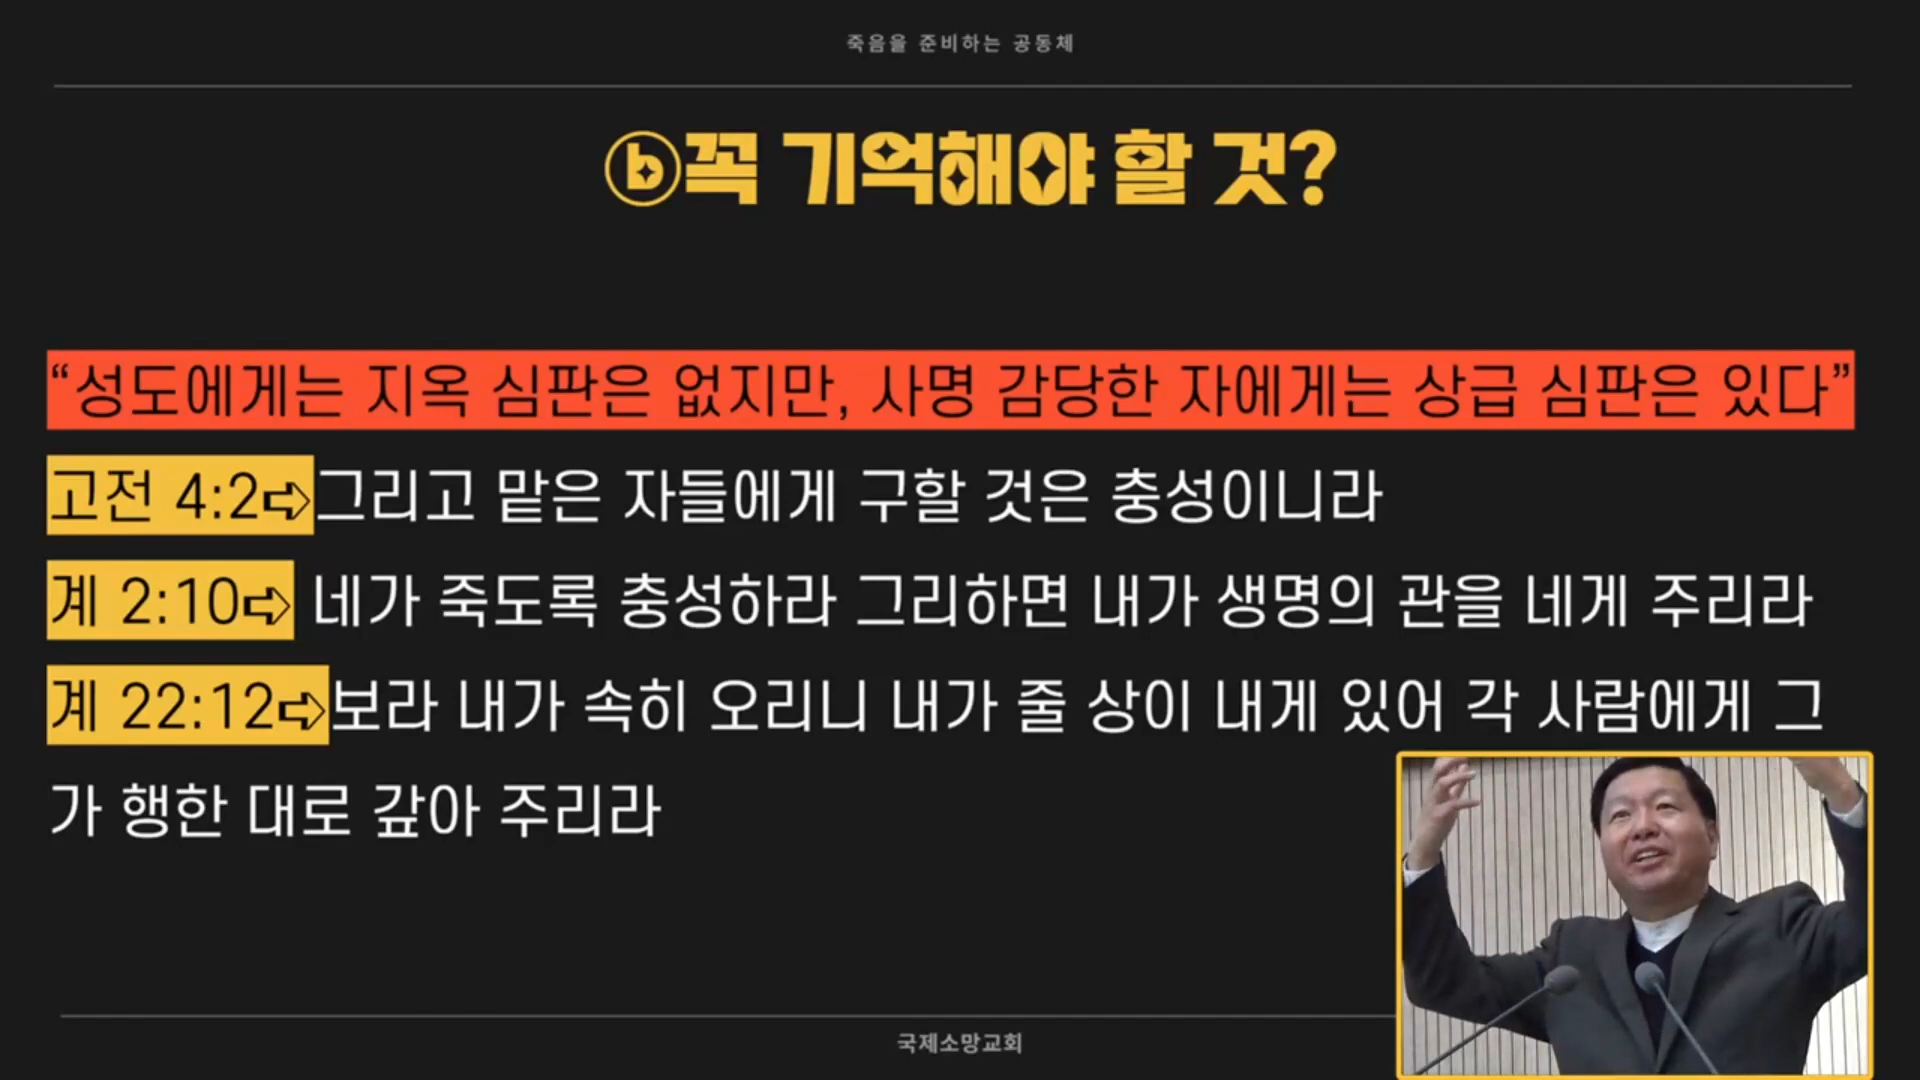 죽음을 준비하는 공동체
ⓑ꼭 기억해야 할 것?
“성도에게는 지옥 심판은 없지만, 사명 감당한 자에게는 상급 심판은 있다”
고전 4:2➩그리고 맡은 자들에게 구할 것은 충성이니라
계 2:10➩ 네가 죽도록 충성하라 그리하면 내가 생명의 관을 네게 주리라
계 22:12➩보라 내가 속히 오리니 내가 줄 상이 내게 있어 각 사람에게 그
가 행한 대로 갚아 주리라
국제소망교회